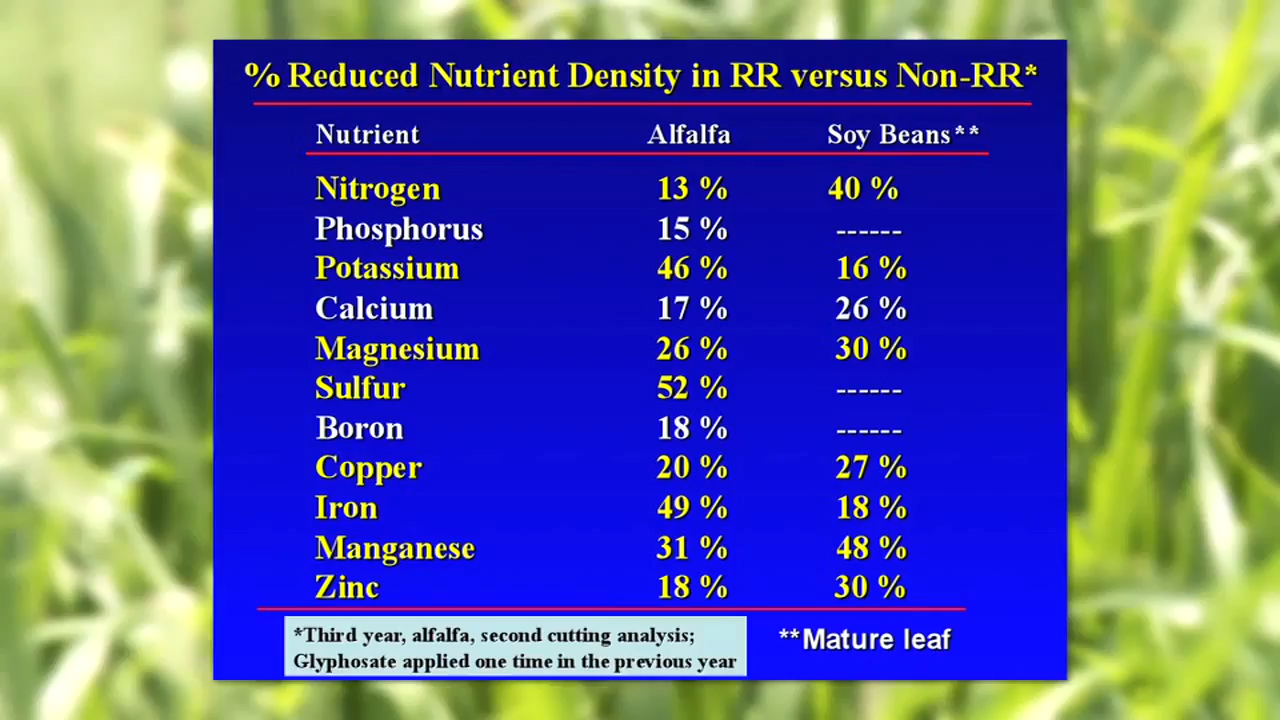 % Reduced Nutrient Density in RR versus Non-RR*
Nutrient Alfalfa Soy Beans**
Nitrogen 13 % 40 %
Phosphorus 15 % ------
Potassium 46 % 16 %
Calcium 17 % 26 %
Magnesium 26 % 30 %
Sulfur 52 % ------
Boron 18 % ------
Copper 20 % 27 %
Iron 49 % 18 %
Manganese 31 % 48 %
Zinc 18 % 30 %
*Third year, alfalfa, second cutting analysis;
Glyphosate applied one time in the previous year
**Mature leaf